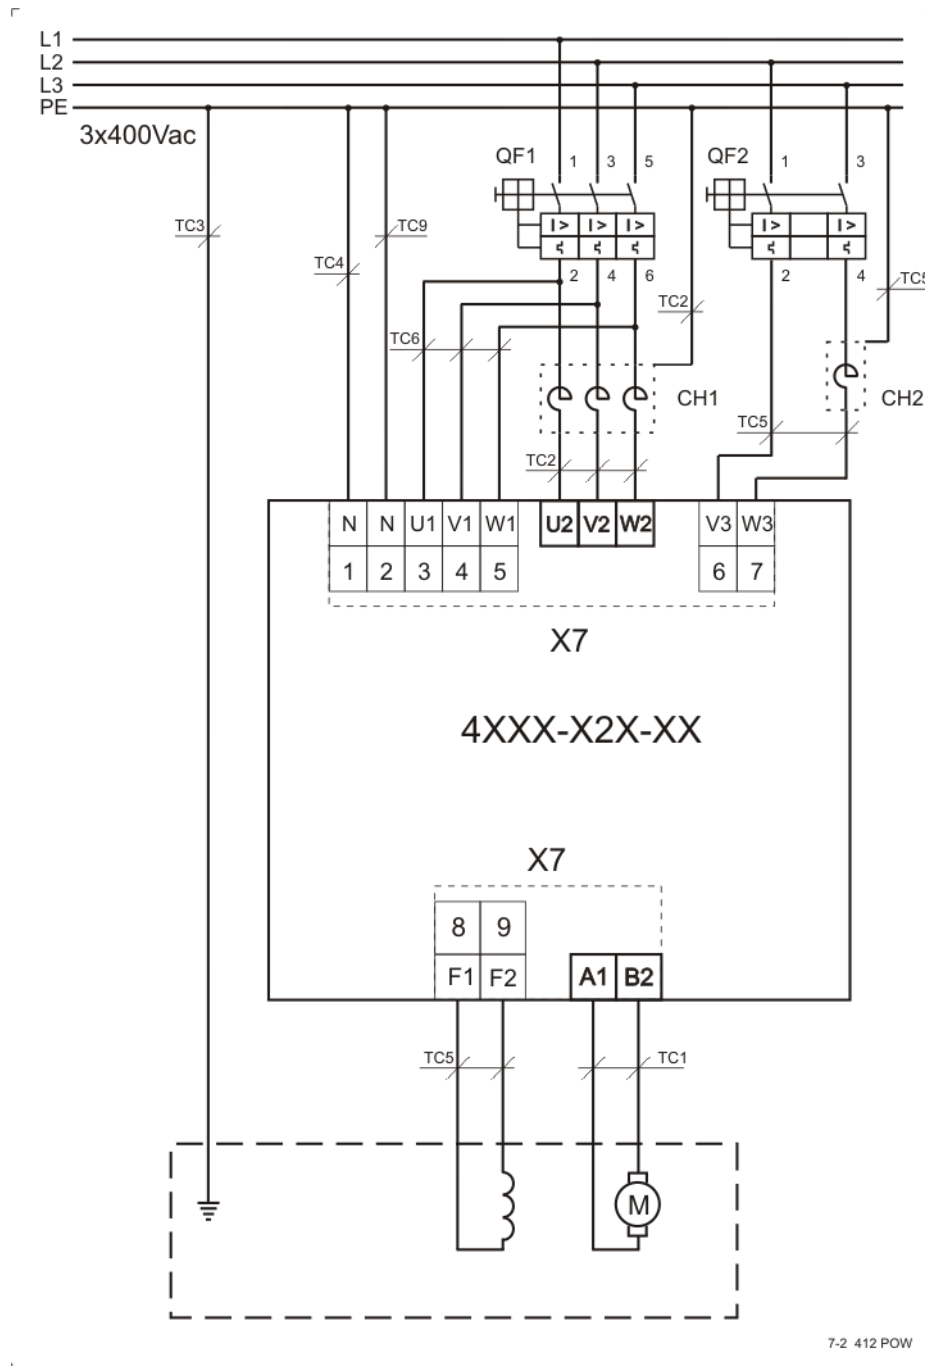 L1
L2
L3
PE
3x400Vac
QF1 1 3 5
QF2 1 3
I> I> I>
I> I>
TC3
TC9
TC4
2 4 6
2 4
TC5
TC2
TC6
CH1
CH2
TC5
TC2
N N U1 V1 W1 U2 V2 W2 V3 W3
1 2 3 4 5 6 7
X7
4XXX-X2X-XX
X7
8 9
F1 F2 A1 B2
TC5
TC1
M
7-2 412 POW